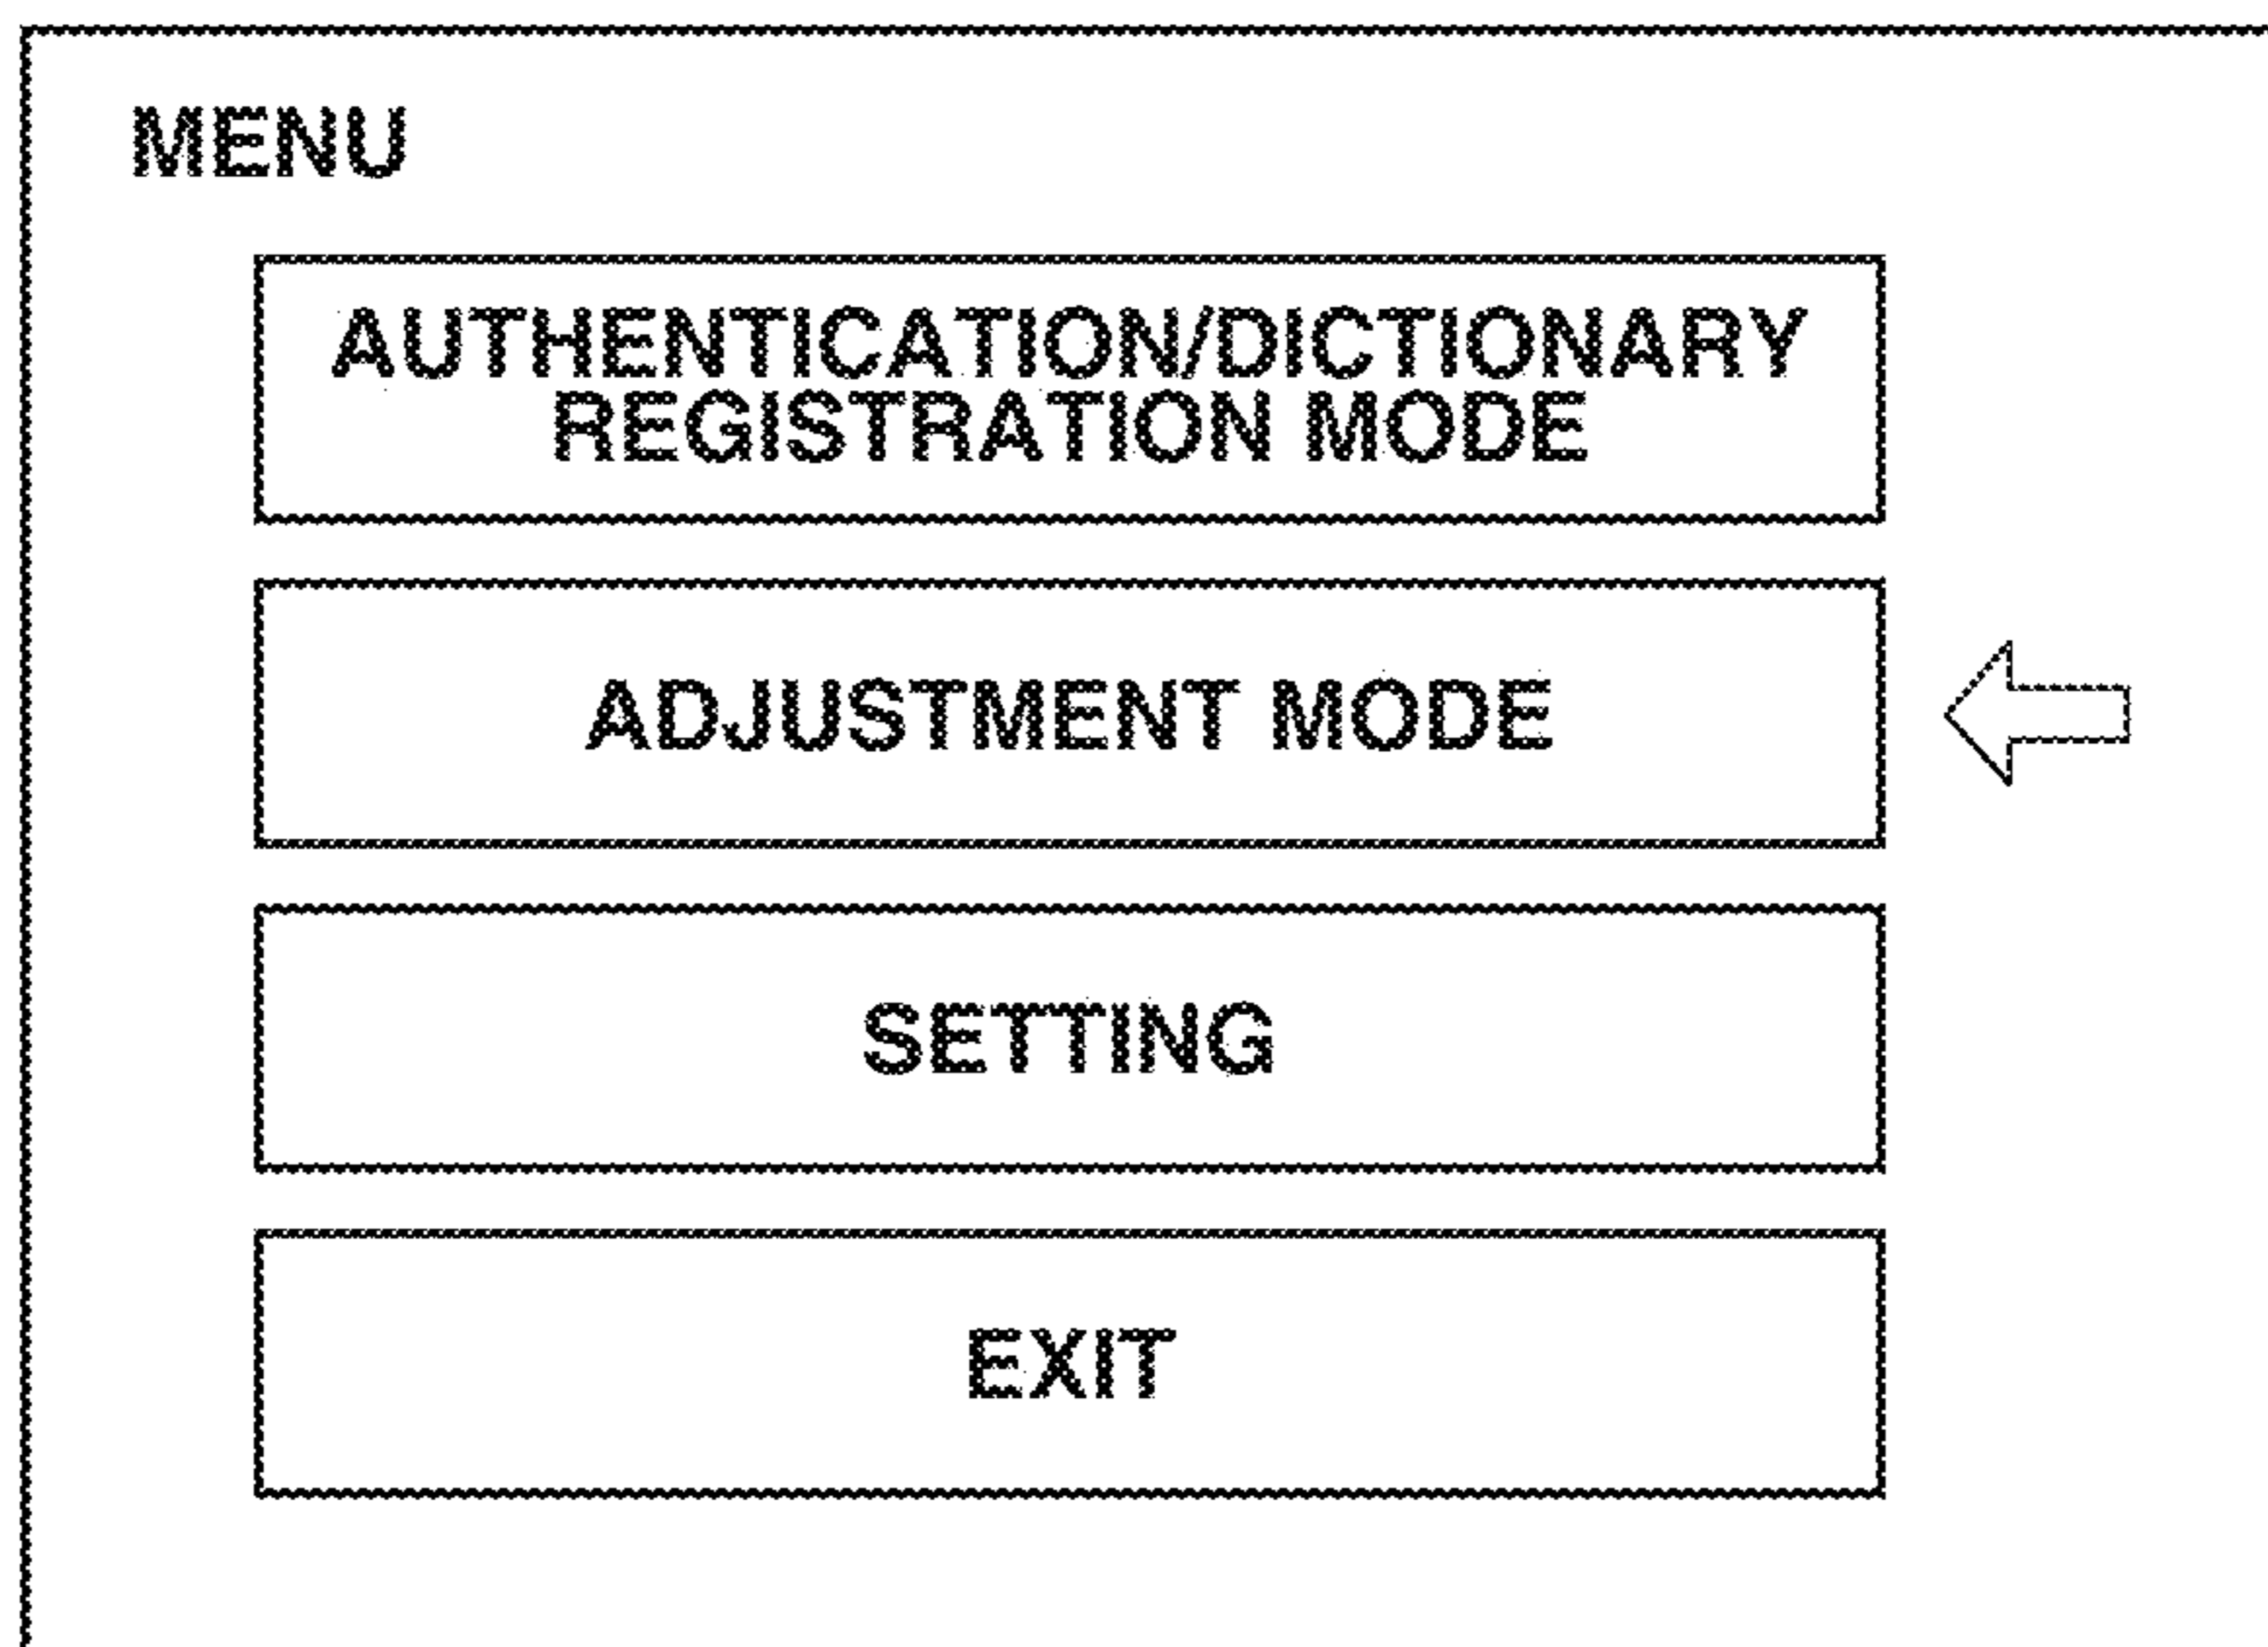 MENU
AUTHENTICATION/DICTIONARY
REGISTRATION MODE
ADJUSTMENT MODE
SETTING
EXIT